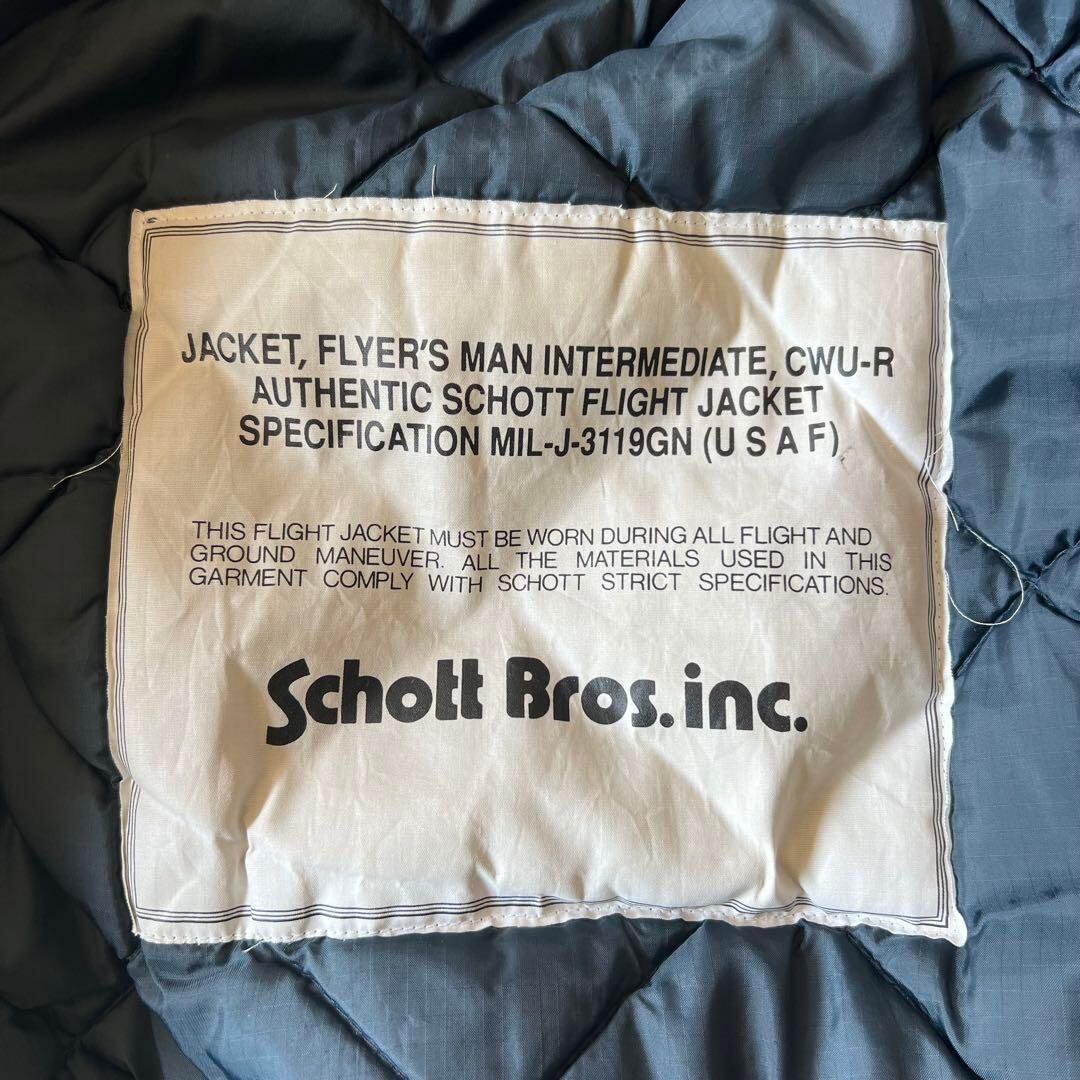 JACKET, FLYER'S MAN INTERMEDIATE, CWU-R
AUTHENTIC SCHOTT FLIGHT JACKET
SPECIFICATION MIL-J-3119GN (U S A F)
THIS FLIGHT JACKET MUST BE WORN DURING ALL FLIGHT AND
GROUND MANEUVER. ALL THE MATERIALS USED IN THIS
GARMENT COMPLY WITH SCHOTT STRICT SPECIFICATIONS.
Schott Bros. inc.